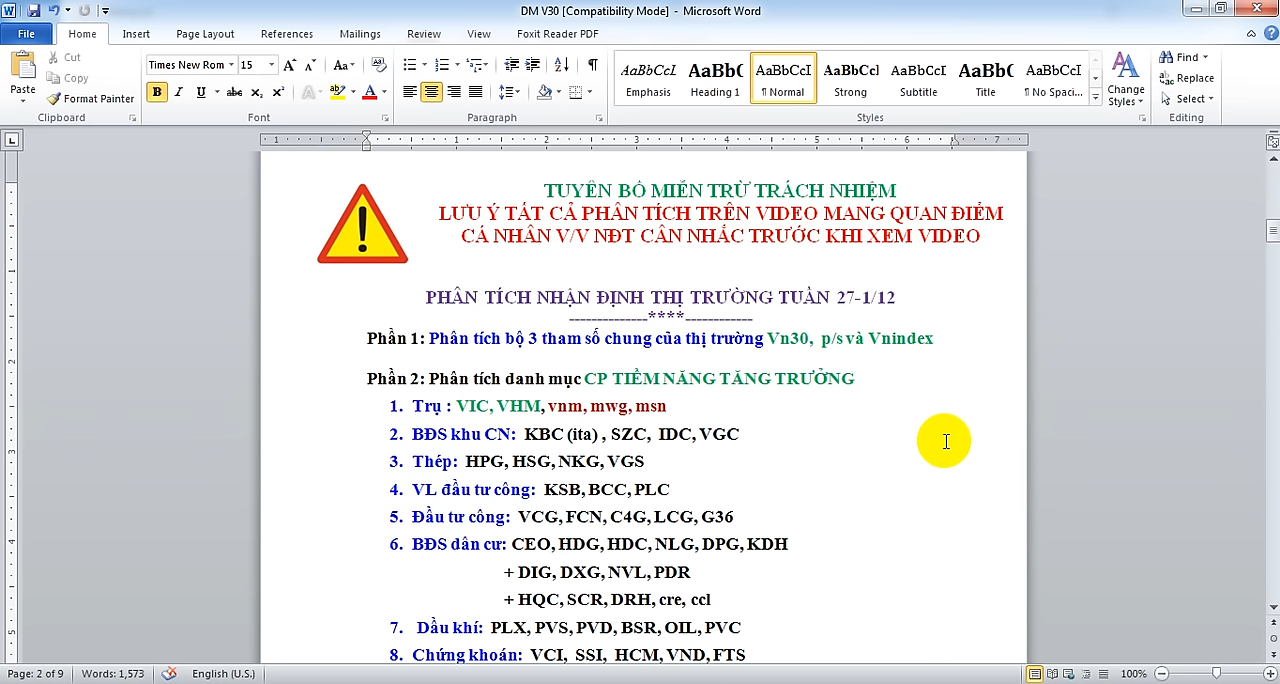 DM V30 [Compatibility Mode] - Microsoft Word
File Home Insert Page Layout References Mailings Review View Foxit Reader PDF
Paste
Cut
Copy
Format Painter
Clipboard
Times New Rom 15
Font
Paragraph
AaBbCcI AaBb( AaBbCcI AaBbCcl AaBbCcI AaBb( AaBbCcI
Emphasis Heading 1 ¶ Normal Strong Subtitle Title ¶ No Spaci...
Styles
Change Styles
Find
Replace
Select
Editing
TUYÊN BỐ MIỄN TRỪ TRÁCH NHIỆM
LƯU Ý TẤT CẢ PHÂN TÍCH TRÊN VIDEO MANG QUAN ĐIỂM
CÁ NHÂN V/V NĐT CÂN NHẮC TRƯỚC KHI XEM VIDEO
PHÂN TÍCH NHẬN ĐỊNH THỊ TRƯỜNG TUẦN 27-1/12
--------------****------------
Phần 1: Phân tích bộ 3 tham số chung của thị trường Vn30, p/s và Vnindex
Phần 2: Phân tích danh mục CP TIỀM NĂNG TĂNG TRƯỞNG
1. Trụ : VIC, VHM, vnm, mwg, msn
2. BĐS khu CN: KBC (ita) , SZC, IDC, VGC
3. Thép: HPG, HSG, NKG, VGS
4. VL đầu tư công: KSB, BCC, PLC
5. Đầu tư công: VCG, FCN, C4G, LCG, G36
6. BĐS dân cư: CEO, HDG, HDC, NLG, DPG, KDH
+ DIG, DXG, NVL, PDR
+ HQC, SCR, DRH, cre, ccl
7. Dầu khí: PLX, PVS, PVD, BSR, OIL, PVC
8. Chứng khoán: VCI, SSI, HCM, VND, FTS
Page: 2 of 9 Words: 1,573 English (U.S.) 100%